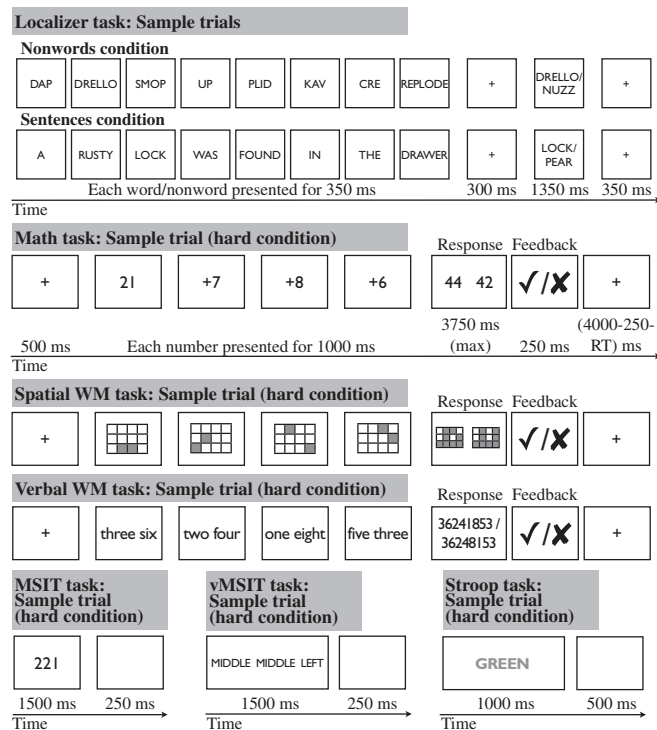 Localizer task: Sample trials
Nonwords condition
DAP DRELLO SMOP UP PLID KAV CRE REPLODE + DRELLO/ NUZZ +
Sentences condition
A RUSTY LOCK WAS FOUND IN THE DRAWER + LOCK/ PEAR +
Each word/nonword presented for 350 ms 300 ms 1350 ms 350 ms
Time
Math task: Sample trial (hard condition)
Response Feedback
+ 21 +7 +8 +6 44 42 ✓/✘ +
3750 ms (4000-250-
500 ms Each number presented for 1000 ms (max) 250 ms RT) ms
Time
Spatial WM task: Sample trial (hard condition)
Response Feedback
+ ✓/✘ +
Verbal WM task: Sample trial (hard condition)
Response Feedback
+ three six two four one eight five three 36241853 / 36248153 ✓/✘ +
MSIT task:
Sample trial
(hard condition)
221
1500 ms 250 ms
Time
vMSIT task:
Sample trial
(hard condition)
MIDDLE MIDDLE LEFT
1500 ms 250 ms
Time
Stroop task:
Sample trial
(hard condition)
GREEN
1000 ms 500 ms
Time